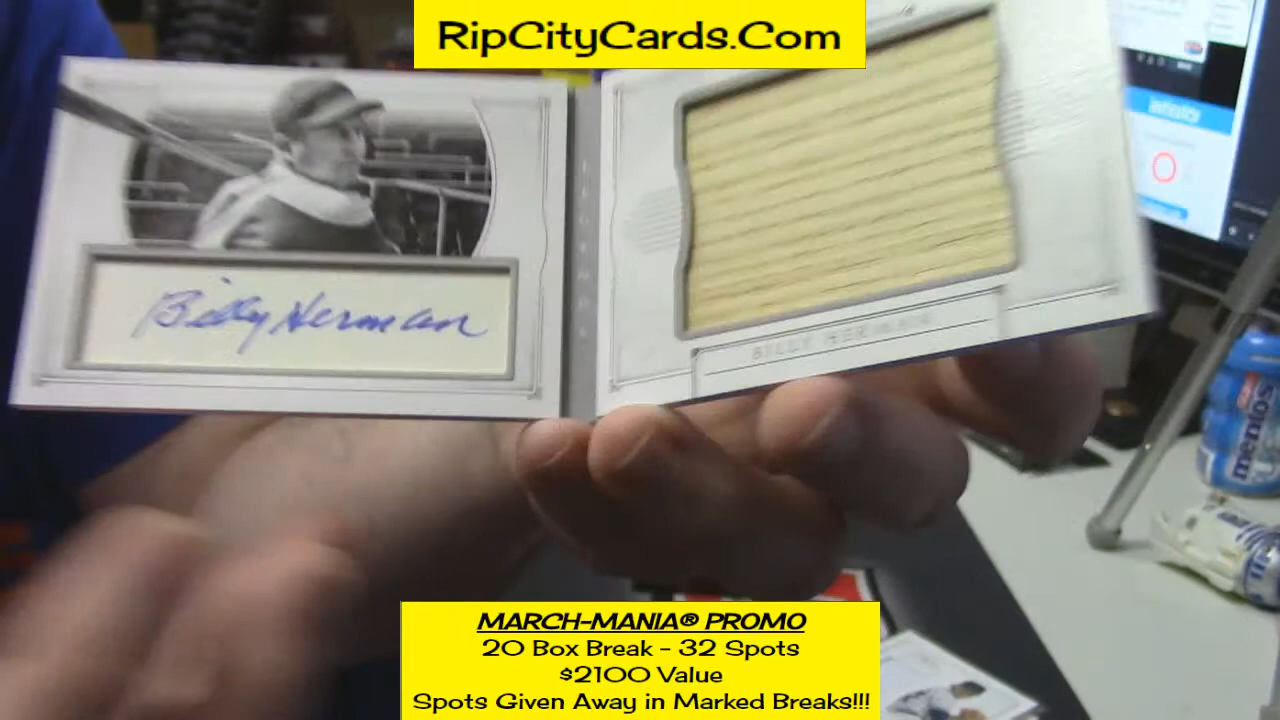 RipCityCards.Com
Billy Herman
BILLY HERMAN
mentos
MARCH-MANIA® PROMO
20 Box Break - 32 Spots
$2100 Value
Spots Given Away in Marked Breaks!!!